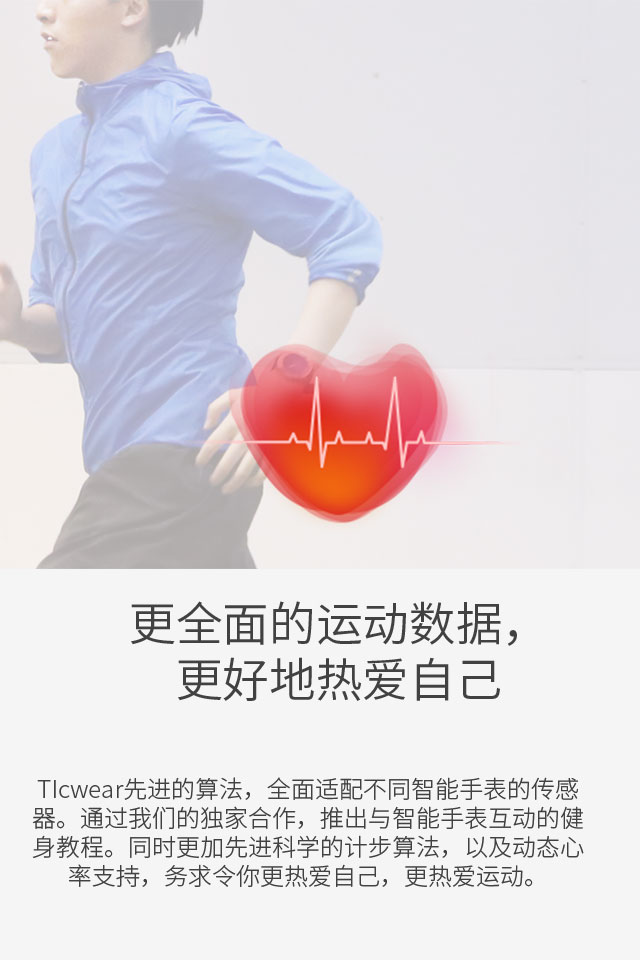 更全面的运动数据，
更好地热爱自己
TIcwear先进的算法，全面适配不同智能手表的传感
器。通过我们的独家合作，推出与智能手表互动的健
身教程。同时更加先进科学的计步算法，以及动态心
率支持，务求令你更热爱自己，更热爱运动。